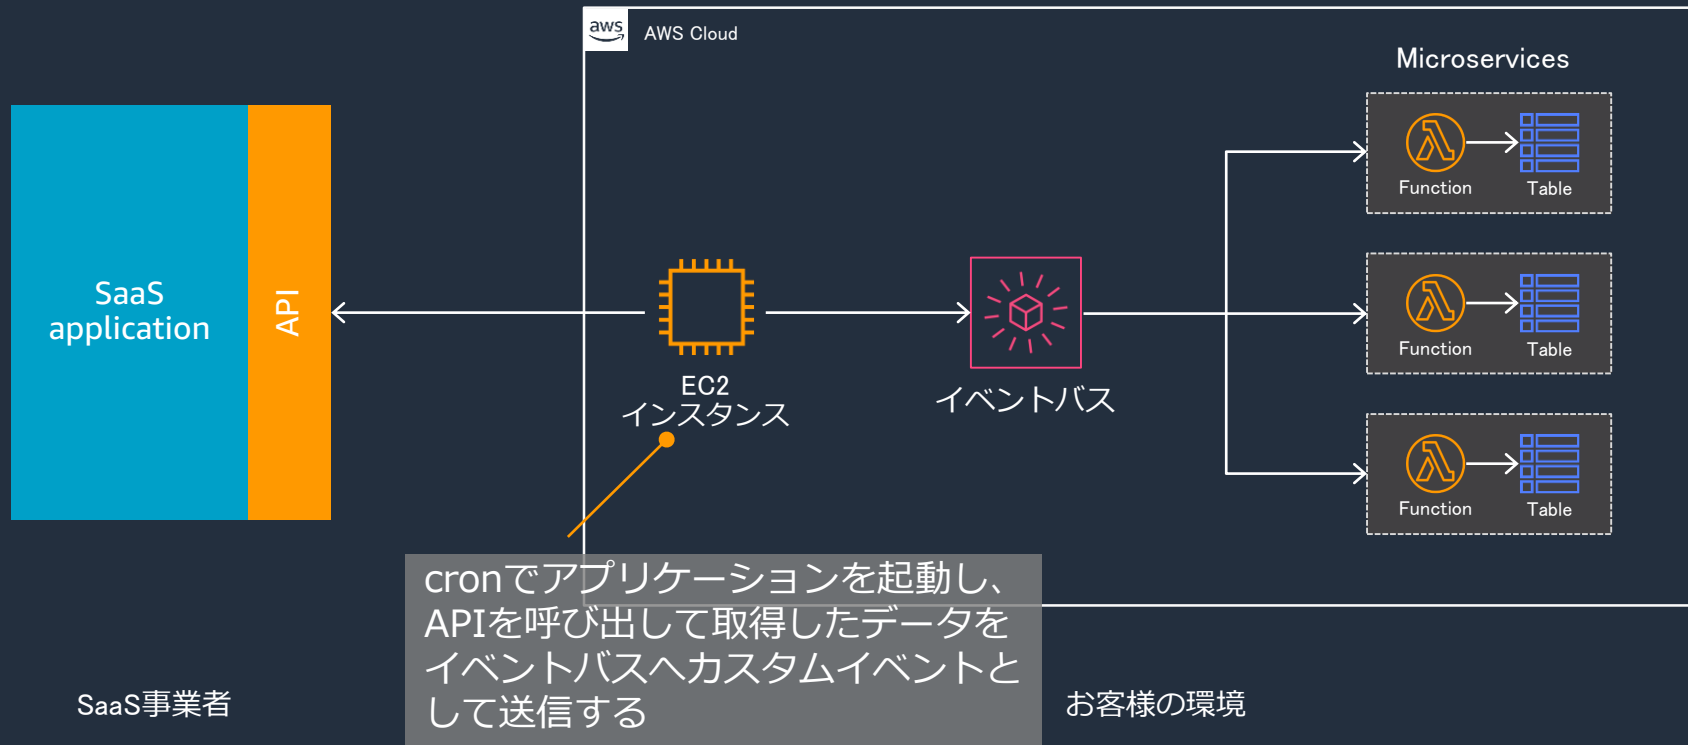 aws
AWS Cloud
Microservices
Function
Table
SaaS
application
API
Function
Table
EC2
インスタンス
イベントバス
Function
Table
cronでアプリケーションを起動し、
APIを呼び出して取得したデータを
イベントバスへカスタムイベントと
して送信する
SaaS事業者
お客様の環境